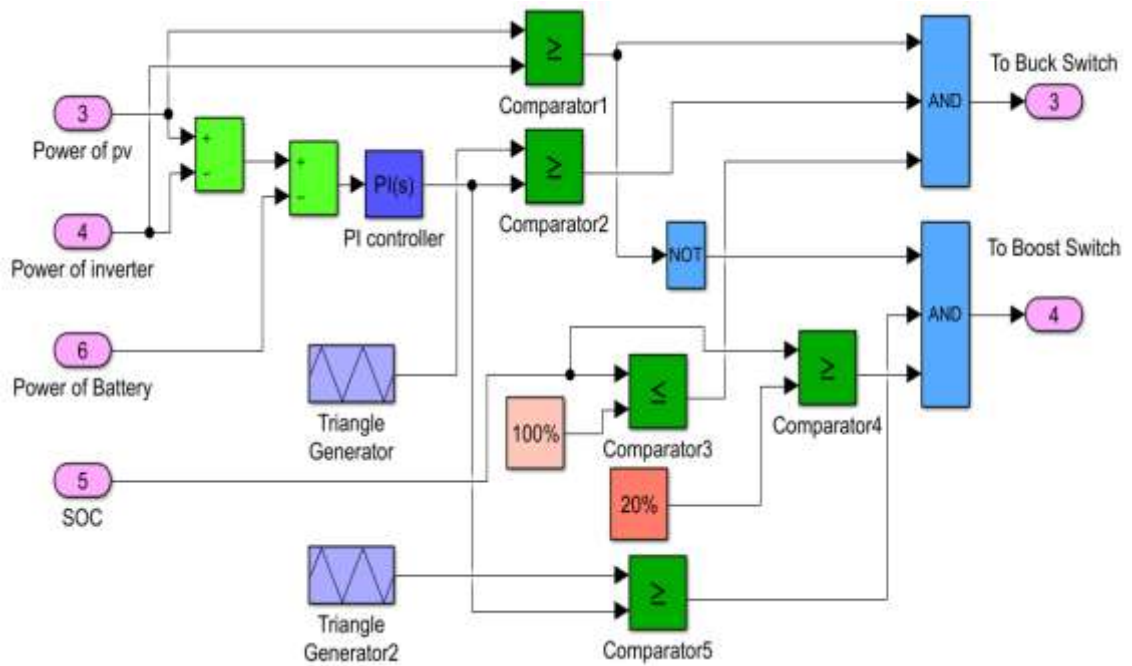 ≥
Comparator1
AND
To Buck Switch
3
3
Power of pv
+
-
+
-
PI(s)
PI controller
≥
Comparator2
4
Power of inverter
NOT
AND
To Boost Switch
4
6
Power of Battery
Triangle
Generator
≤
Comparator3
100%
≥
Comparator4
5
SOC
20%
Triangle
Generator2
≥
Comparator5